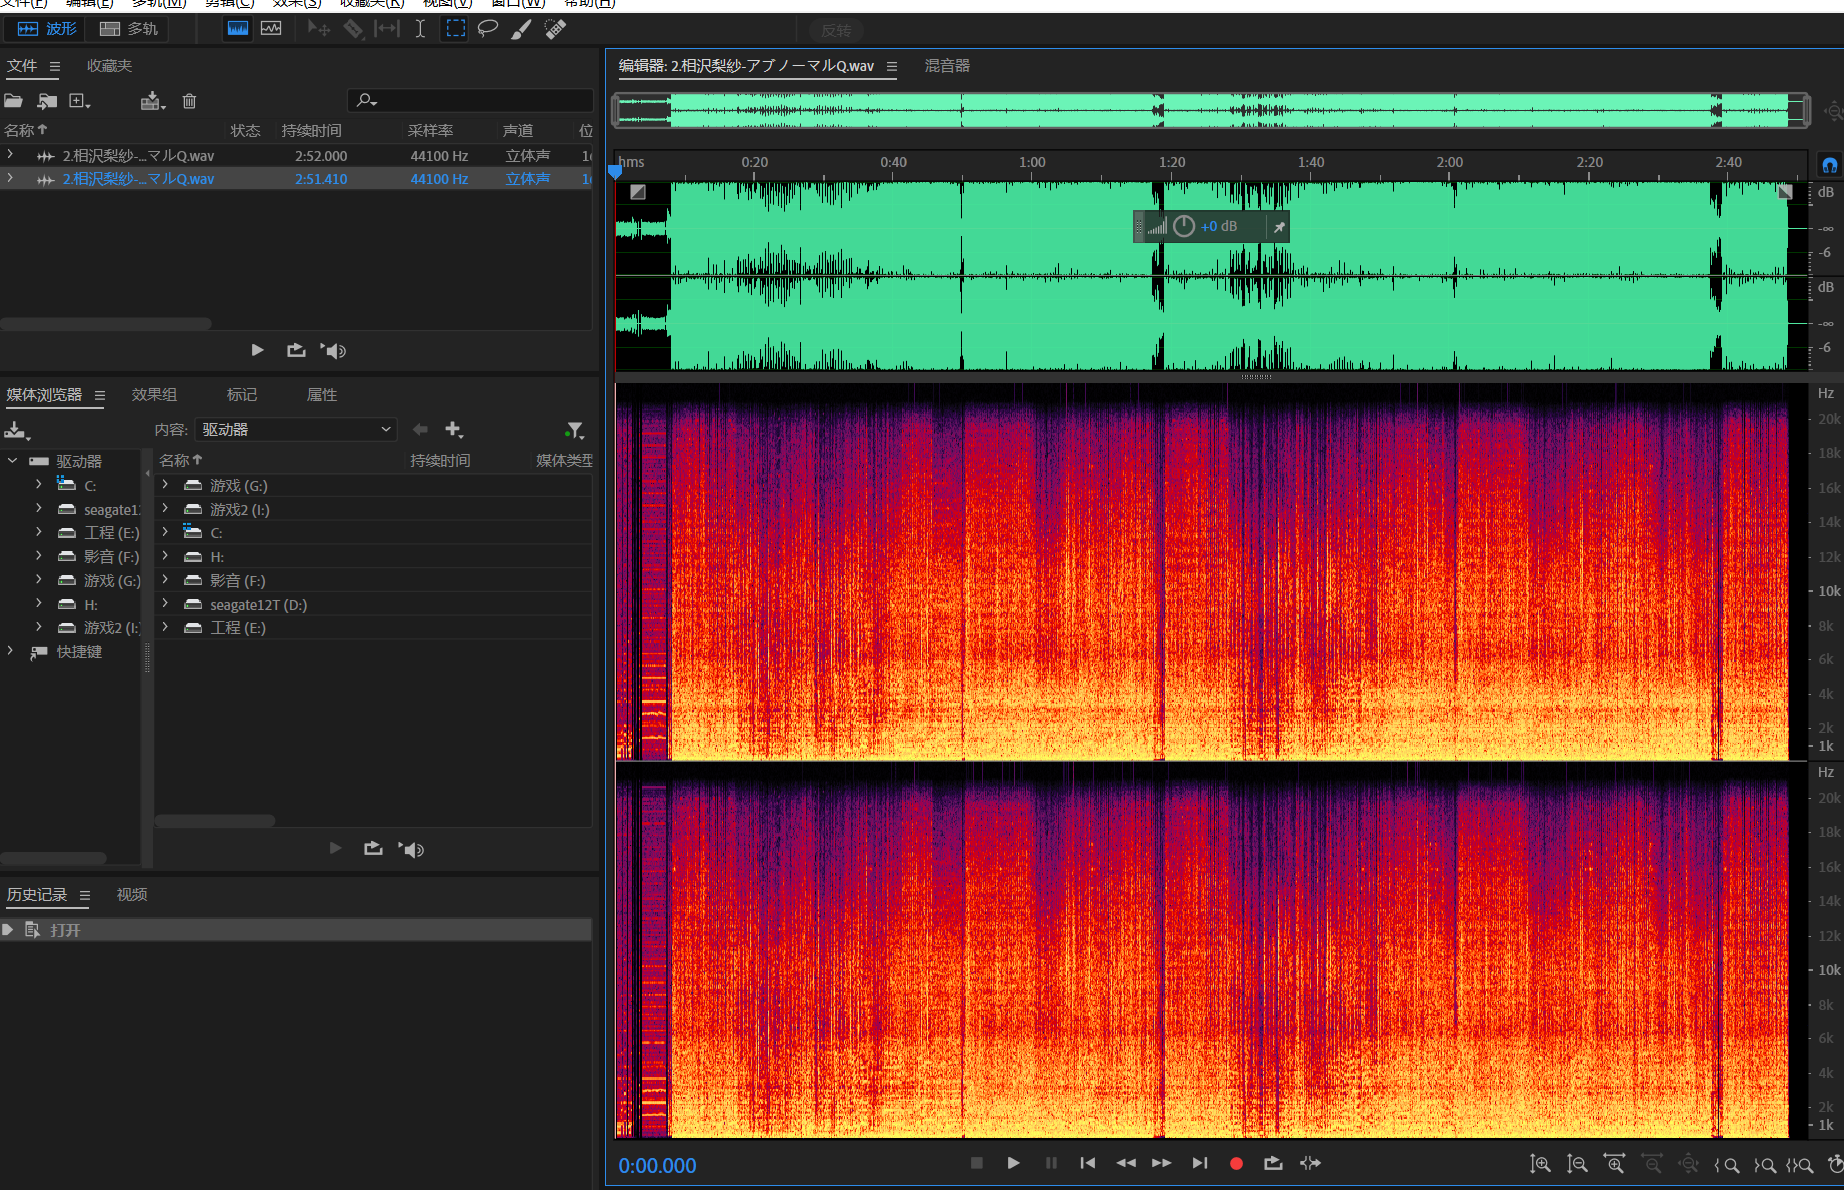 文件(F) 编辑(E) 多轨(M) 剪辑(C) 效果(S) 收藏夹(R) 视图(V) 窗口(W) 帮助(H)
波形 多轨 反转
文件 收藏夹
名称 状态 持续时间 采样率 声道 位
2.相沢梨紗-...マルQ.wav 2:52.000 44100 Hz 立体声
2.相沢梨紗-...マルQ.wav 2:51.410 44100 Hz 立体声
媒体浏览器 效果组 标记 属性
内容: 驱动器
驱动器
C:
seagate12
工程 (E:)
影音 (F:)
游戏 (G:)
H:
游戏2 (I:)
快捷键
名称 持续时间 媒体类型
游戏 (G:)
游戏2 (I:)
C:
H:
影音 (F:)
seagate12T (D:)
工程 (E:)
历史记录 视频
打开
编辑器: 2.相沢梨紗-アブノーマルQ.wav 混音器
hms 0:20 0:40 1:00 1:20 1:40 2:00 2:20 2:40
+0 dB
dB
-∞
-6
dB
-∞
-6
Hz
20k
18k
16k
14k
12k
10k
8k
6k
4k
2k
1k
Hz
20k
18k
16k
14k
12k
10k
8k
6k
4k
2k
1k
0:00.000